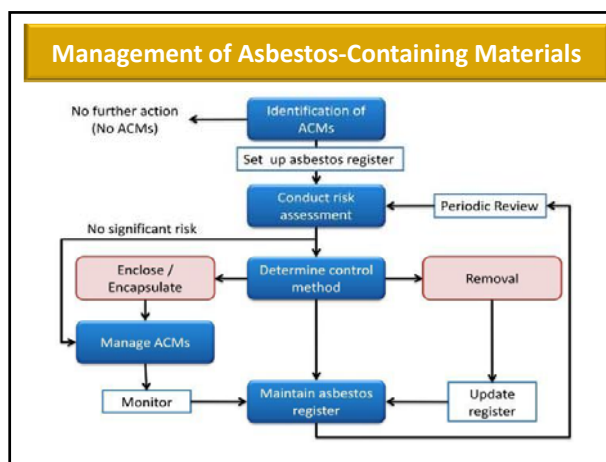 Management of Asbestos-Containing Materials
No further action
(No ACMs)
Identification of
ACMs
Set up asbestos register
Conduct risk
assessment
Periodic Review
No significant risk
Enclose /
Encapsulate
Determine control
method
Removal
Manage ACMs
Monitor
Maintain asbestos
register
Update
register